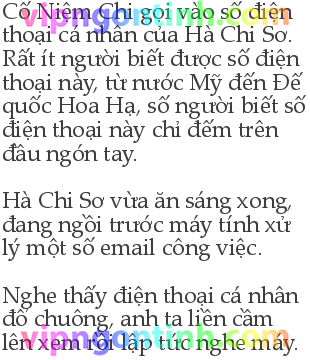 Cố Niệm Chi gọi vào số điện
thoại cá nhân của Hà Chi Sơ.
Rất ít người biết được số điện
thoại này, từ nước Mỹ đến Đế
quốc Hoa Hạ, số người biết số
điện thoại này chỉ đếm trên
đầu ngón tay.

Hà Chi Sơ vừa ăn sáng xong,
đang ngồi trước máy tính xử
lý một số email công việc.

Nghe thấy điện thoại cá nhân
đổ chuông, anh ta liền cầm
lên xem rồi lập tức nghe máy.
vipngontinh.com
vipngontinh.com